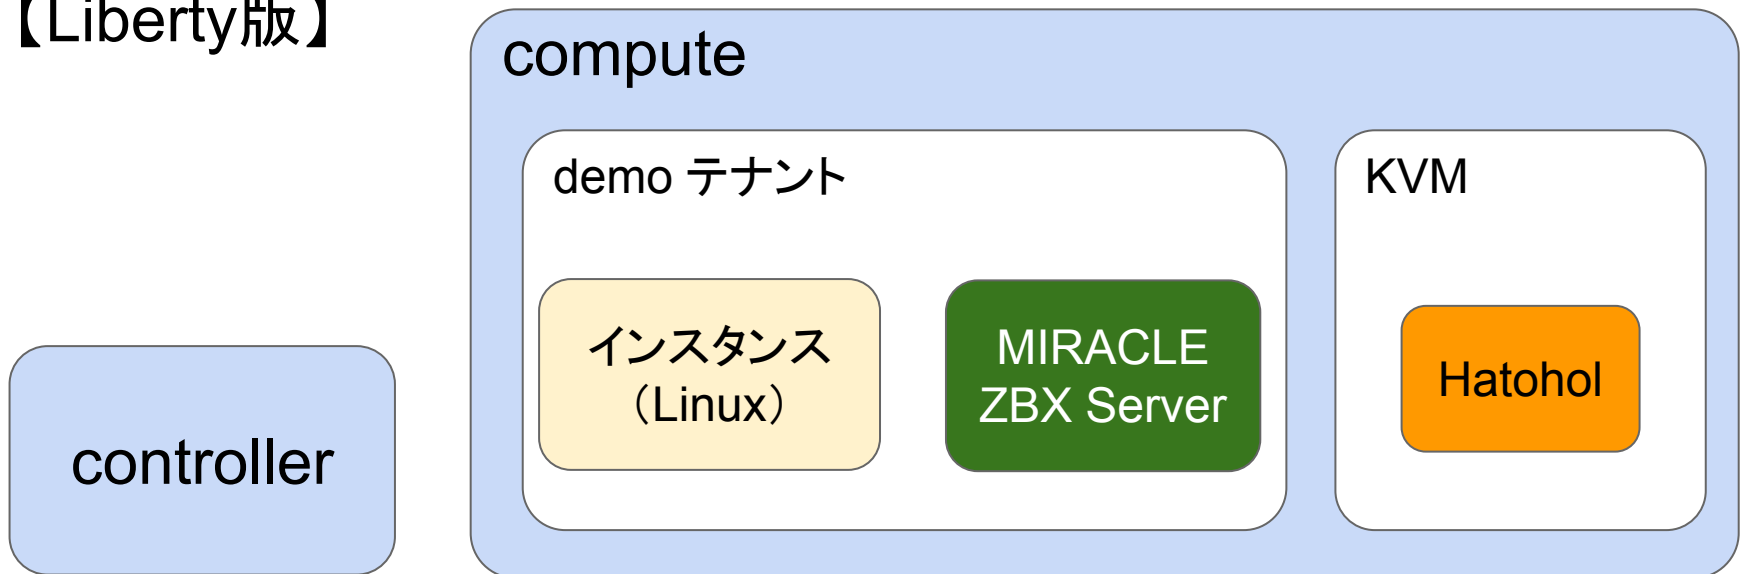 【Liberty版】
compute
demo テナント
KVM
インスタンス
（Linux）
MIRACLE
ZBX Server
Hatohol
controller